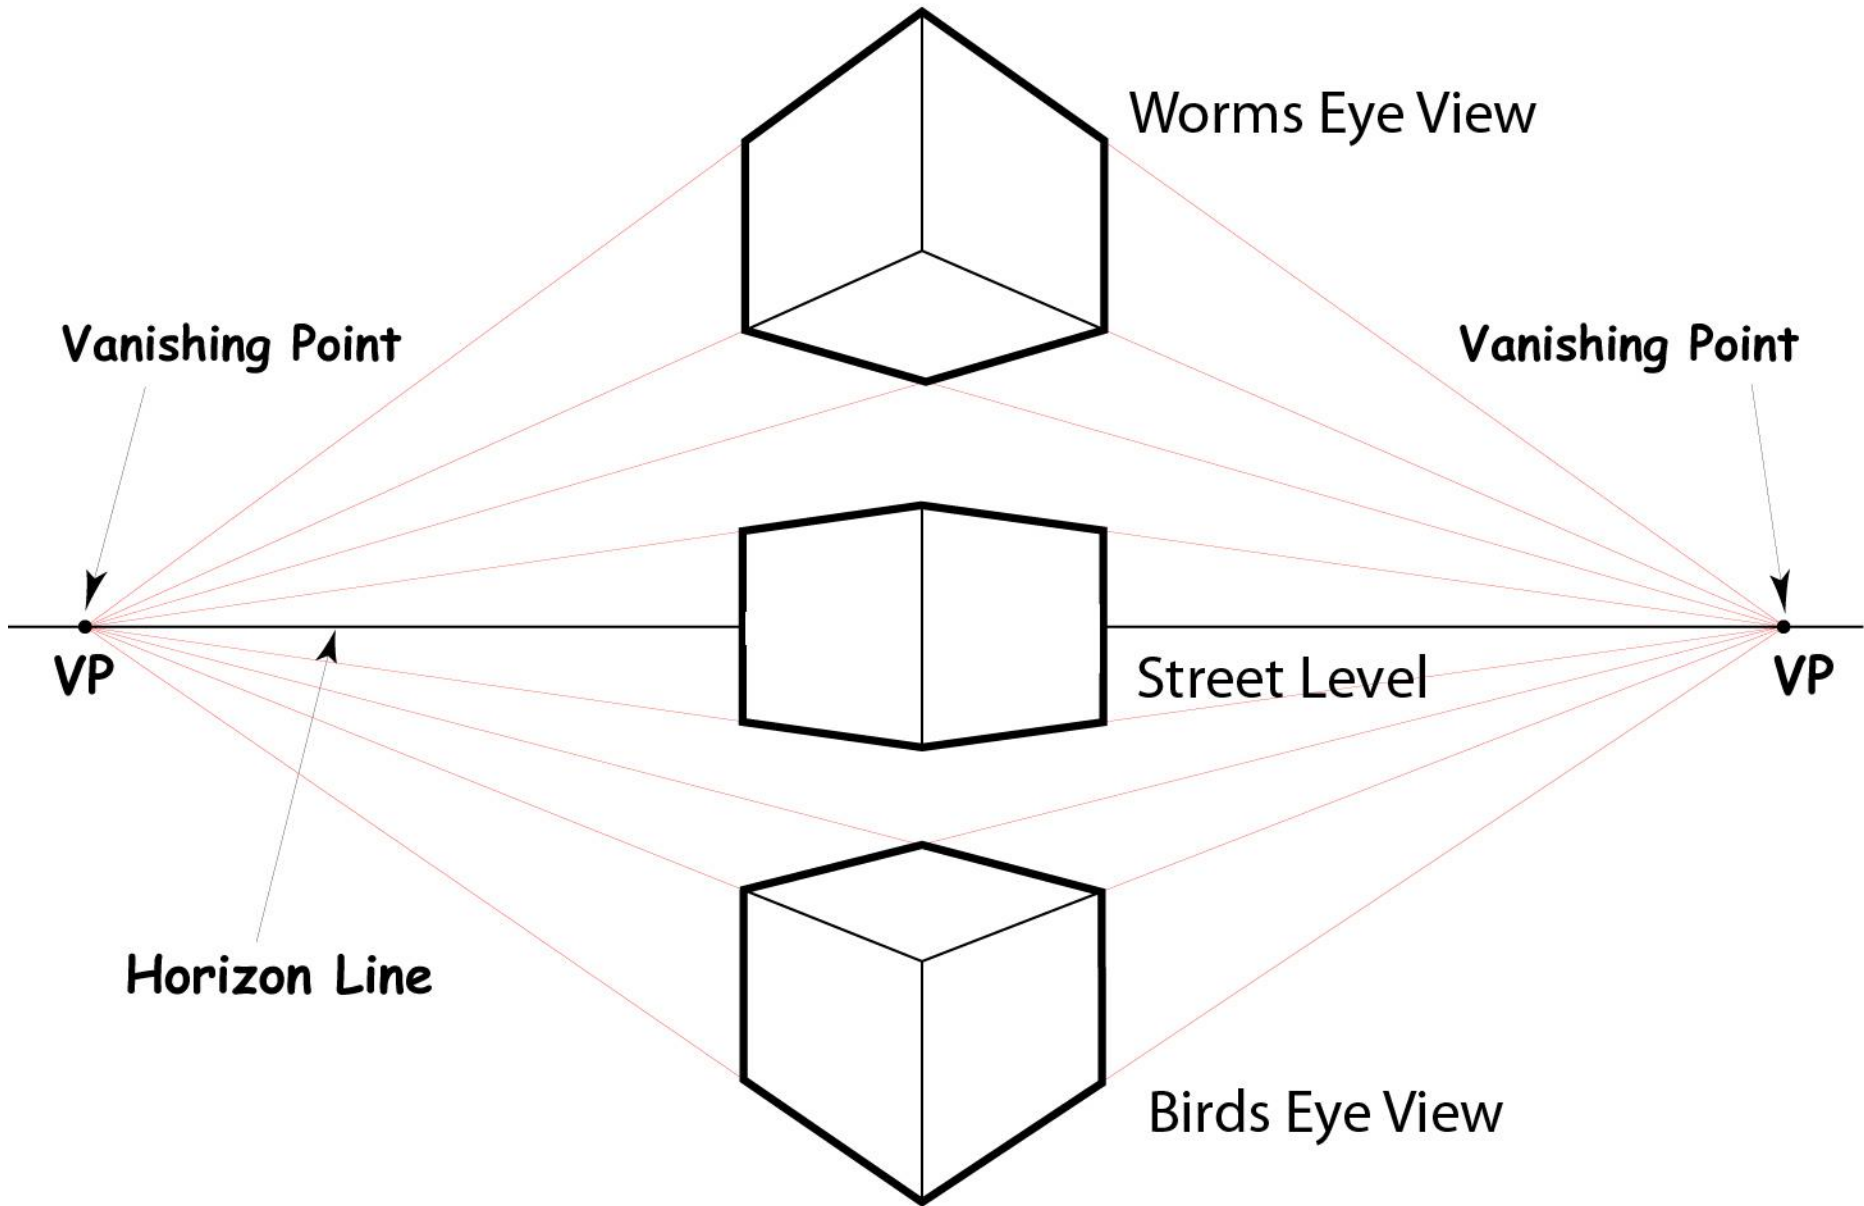 Worms Eye View
Vanishing Point
Vanishing Point
VP
Street Level
VP
Horizon Line
Birds Eye View